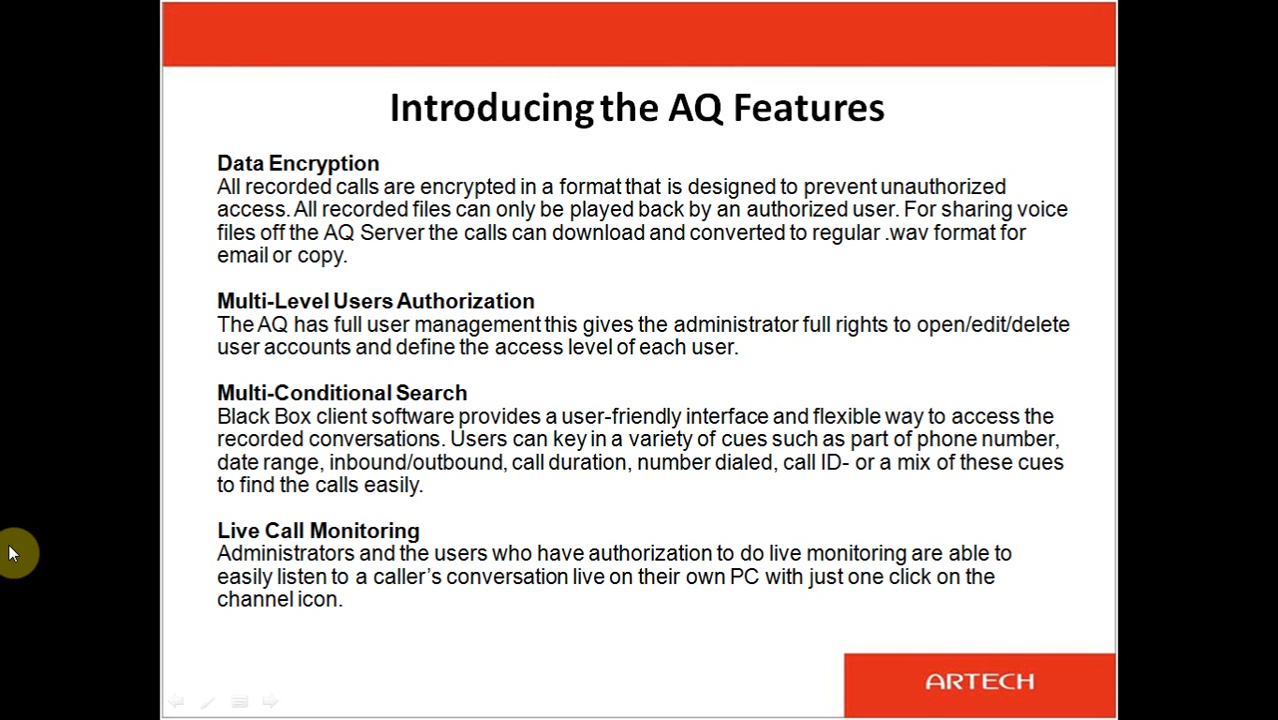 Introducing the AQ Features
Data Encryption
All recorded calls are encrypted in a format that is designed to prevent unauthorized
access. All recorded files can only be played back by an authorized user. For sharing voice
files off the AQ Server the calls can download and converted to regular .wav format for
email or copy.
Multi-Level Users Authorization
The AQ has full user management this gives the administrator full rights to open/edit/delete
user accounts and define the access level of each user.
Multi-Conditional Search
Black Box client software provides a user-friendly interface and flexible way to access the
recorded conversations. Users can key in a variety of cues such as part of phone number,
date range, inbound/outbound, call duration, number dialed, call ID- or a mix of these cues
to find the calls easily.
Live Call Monitoring
Administrators and the users who have authorization to do live monitoring are able to
easily listen to a caller’s conversation live on their own PC with just one click on the
channel icon.
ARTECH